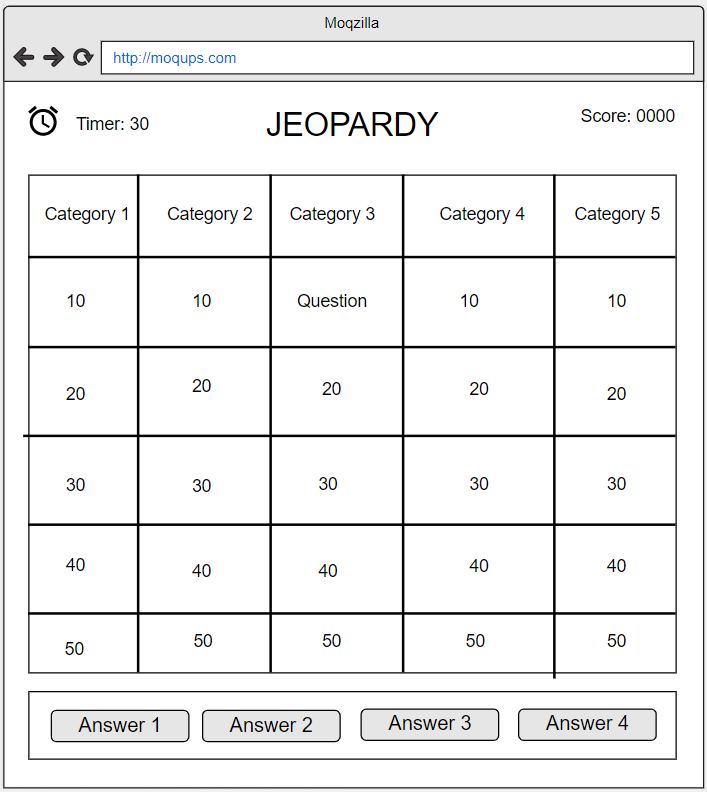 Moqzilla
http://moqups.com
Timer: 30 JEOPARDY Score: 0000
Category 1 Category 2 Category 3 Category 4 Category 5
10 10 Question 10 10
20 20 20 20 20
30 30 30 30 30
40 40 40 40 40
50 50 50 50 50
Answer 1 Answer 2 Answer 3 Answer 4